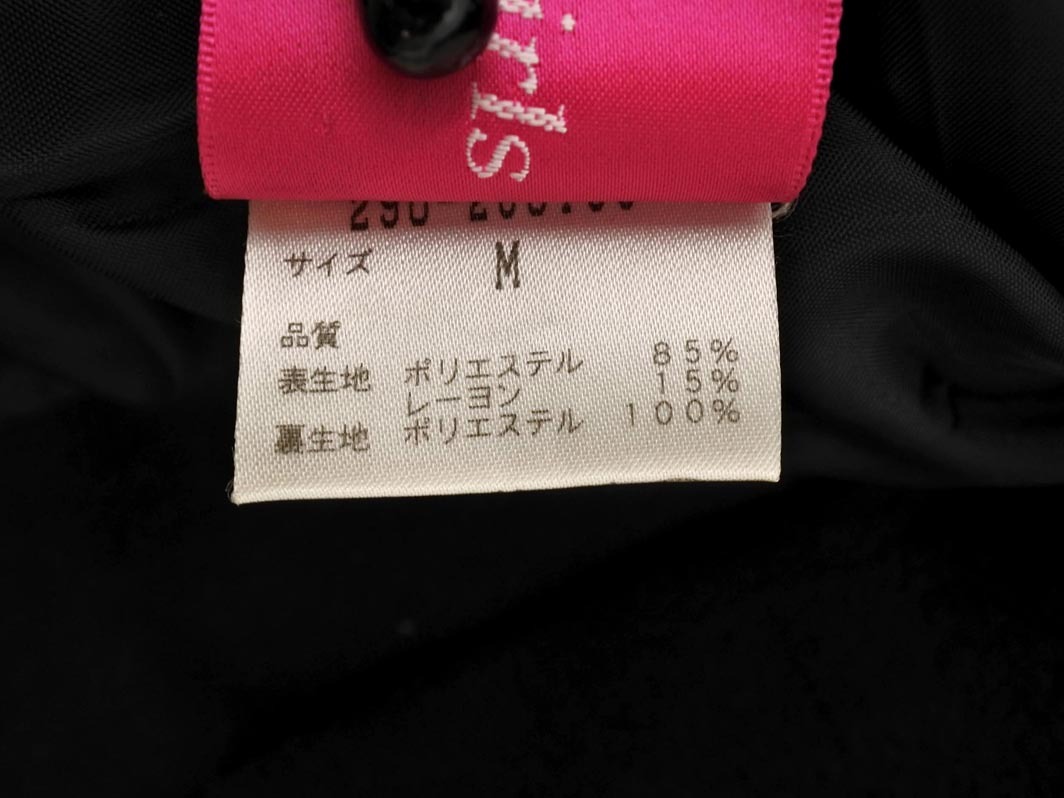 サイズ M
品質
表生地 ポリエステル 85%
レーヨン 15%
裏生地 ポリエステル 100%